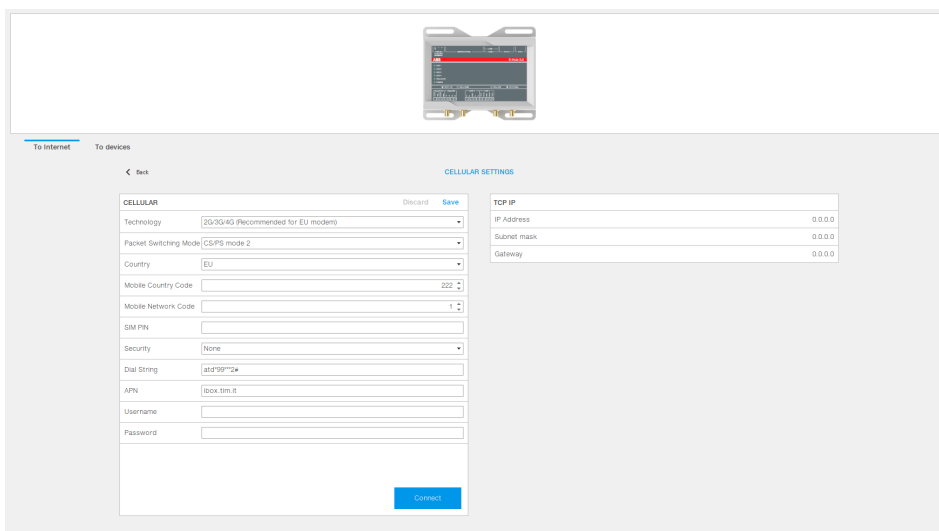 ABB
To Internet To devices
Back
CELLULAR SETTINGS
CELLULAR Discard Save
Technology 2G/3G/4G (Recommended for EU modem)
Packet Switching Mode CS/PS mode 2
Country EU
Mobile Country Code 222
Mobile Network Code 1
SIM PIN
Security None
Dial String atd*99***2#
APN ibox.tim.it
Username
Password
Connect
TCP IP
IP Address 0.0.0.0
Subnet mask 0.0.0.0
Gateway 0.0.0.0